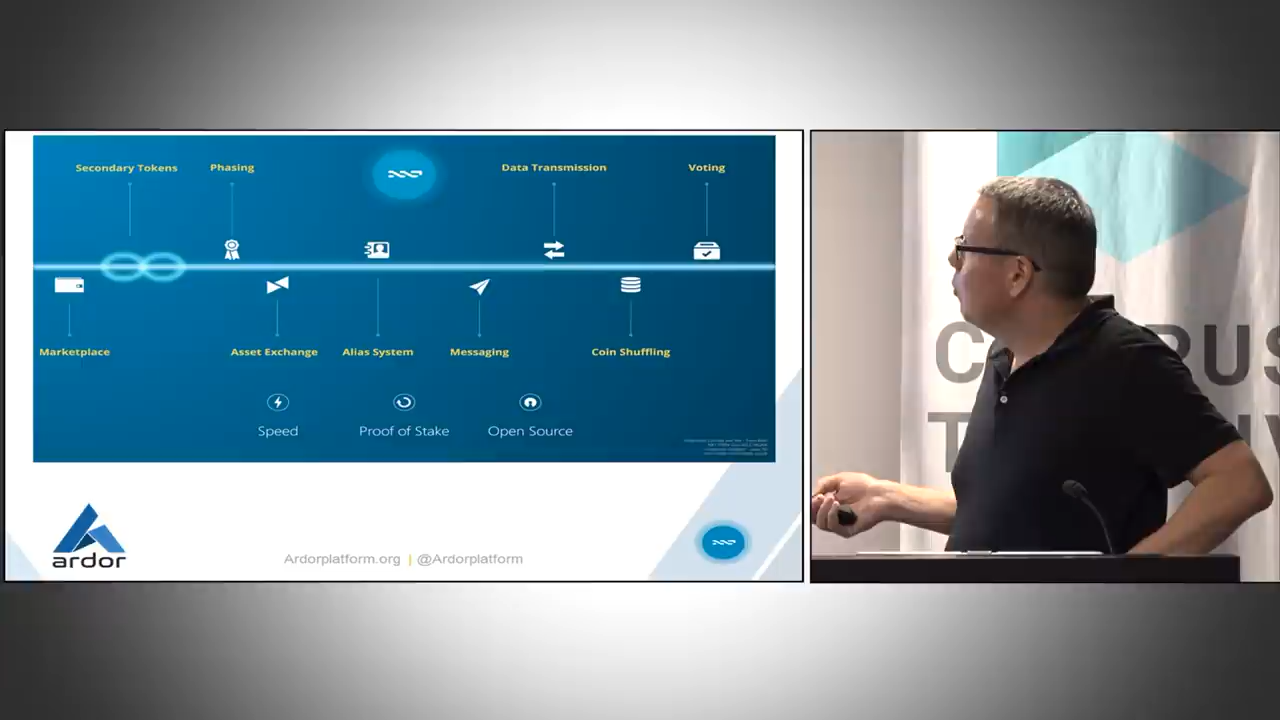 Secondary Tokens Phasing Data Transmission Voting
Marketplace Asset Exchange Alias System Messaging Coin Shuffling
Speed Proof of Stake Open Source
ardor
Ardorplatform.org | @Ardorplatform